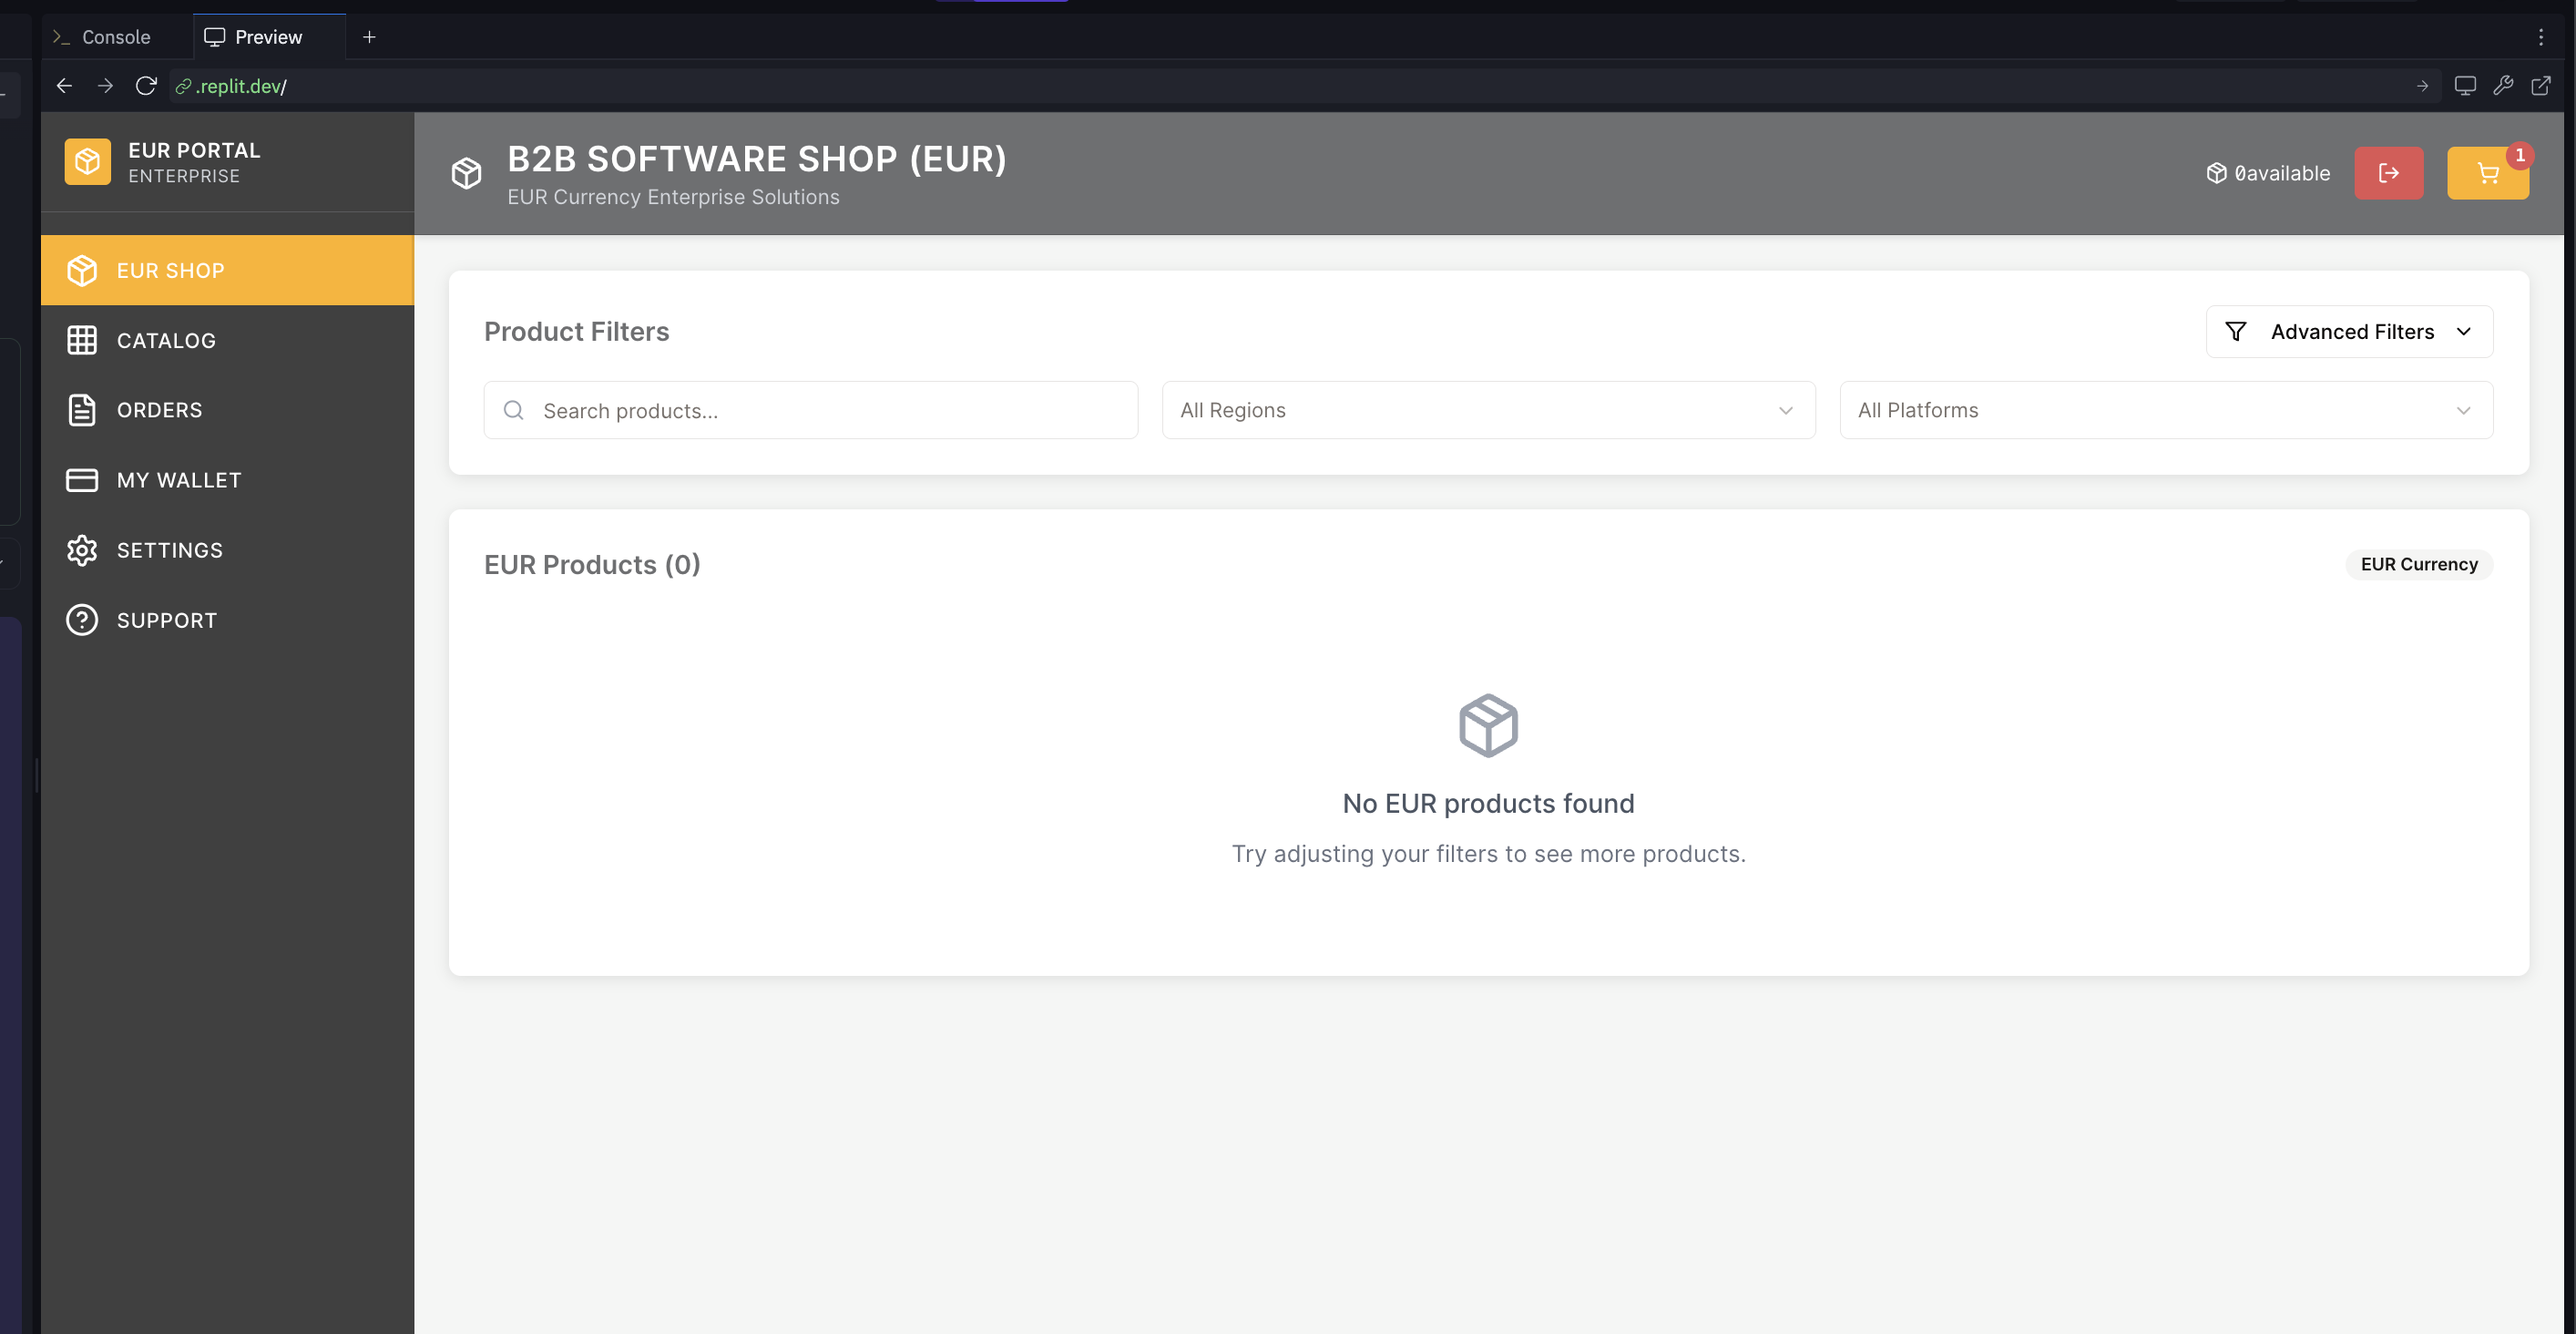 Console
Preview
.replit.dev/
EUR PORTAL
ENTERPRISE
B2B SOFTWARE SHOP (EUR)
EUR Currency Enterprise Solutions
0available
1
EUR SHOP
CATALOG
ORDERS
MY WALLET
SETTINGS
SUPPORT
Product Filters
Advanced Filters
Search products...
All Regions
All Platforms
EUR Products (0)
EUR Currency
No EUR products found
Try adjusting your filters to see more products.